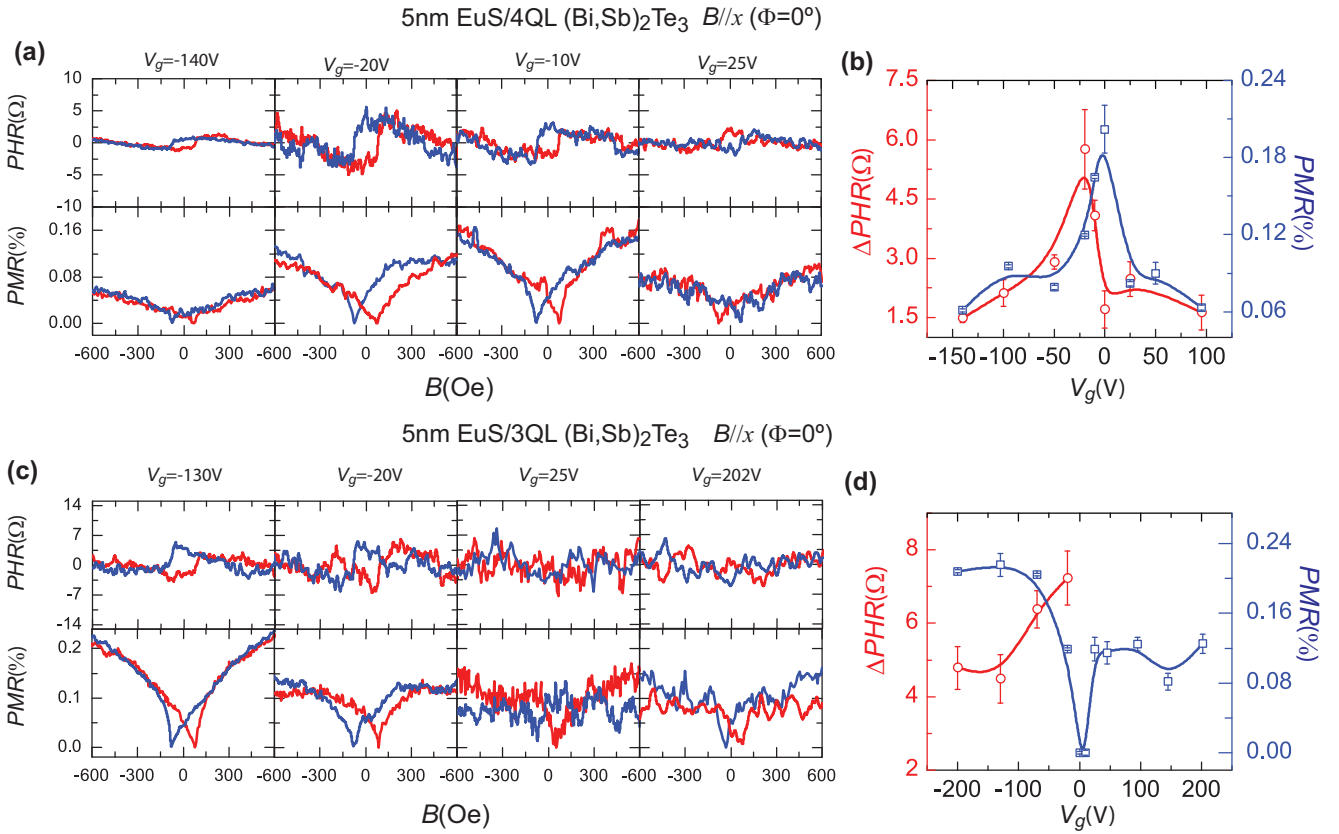 5nm EuS/4QL (Bi,Sb)2Te3 B//x (Φ=0º)
(a)
Vg=-140V Vg=-20V Vg=-10V Vg=25V
10
5
0
-5
-10
PHR(Ω)
0.16
0.08
0.00
PMR(%)
-600 -300 0 300 -600 -300 0 300 -600 -300 0 300 -600 -300 0 300 600
B(Oe)
(b)
7.5
6.0
4.5
3.0
1.5
ΔPHR(Ω)
0.24
0.18
0.12
0.06
PMR(%)
-150 -100 -50 0 50 100
Vg(V)
5nm EuS/3QL (Bi,Sb)2Te3 B//x (Φ=0º)
(c)
Vg=-130V Vg=-20V Vg=25V Vg=202V
14
7
0
-7
-14
PHR(Ω)
0.2
0.1
0.0
PMR(%)
-600 -300 0 300 -600 -300 0 300 -600 -300 0 300 -600 -300 0 300 600
B(Oe)
(d)
8
6
4
2
ΔPHR(Ω)
0.24
0.16
0.08
0.00
PMR(%)
-200 -100 0 100 200
Vg(V)